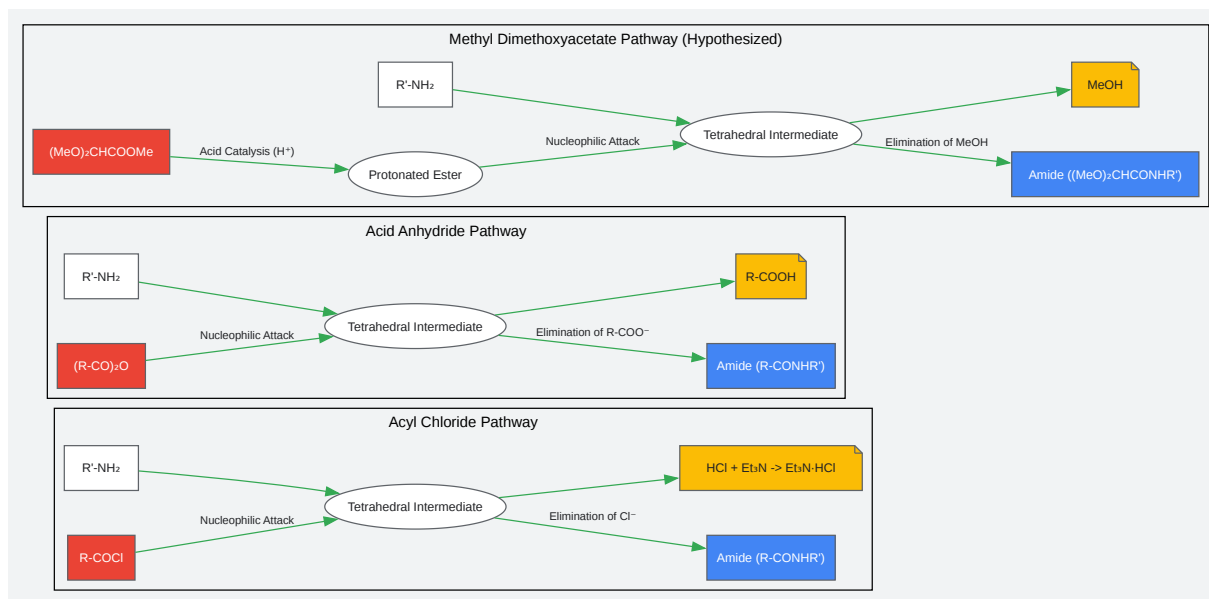 Methyl Dimethoxyacetate Pathway (Hypothesized)
R'-NH₂
MeOH
(MeO)₂CHCOOMe
Acid Catalysis (H⁺)
Protonated Ester
Nucleophilic Attack
Tetrahedral Intermediate
Elimination of MeOH
Amide ((MeO)₂CHCONHR')
Acid Anhydride Pathway
R'-NH₂
R-COOH
Nucleophilic Attack
Tetrahedral Intermediate
Elimination of R-COO⁻
(R-CO)₂O
Amide (R-CONHR')
Acyl Chloride Pathway
R'-NH₂
HCl + Et₃N -> Et₃N·HCl
Nucleophilic Attack
Tetrahedral Intermediate
Elimination of Cl⁻
R-COCl
Amide (R-CONHR')